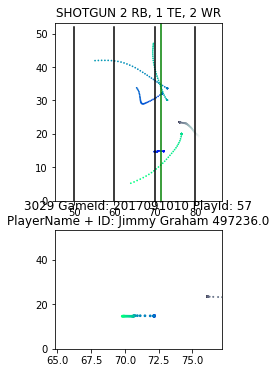 SHOTGUN 2 RB, 1 TE, 2 WR
50
40
30
20
10
0
50 60 70 80
3029 GameId: 2017091010 PlayId: 57
PlayerName + ID: Jimmy Graham 497236.0
40
20
0
65.0 67.5 70.0 72.5 75.0